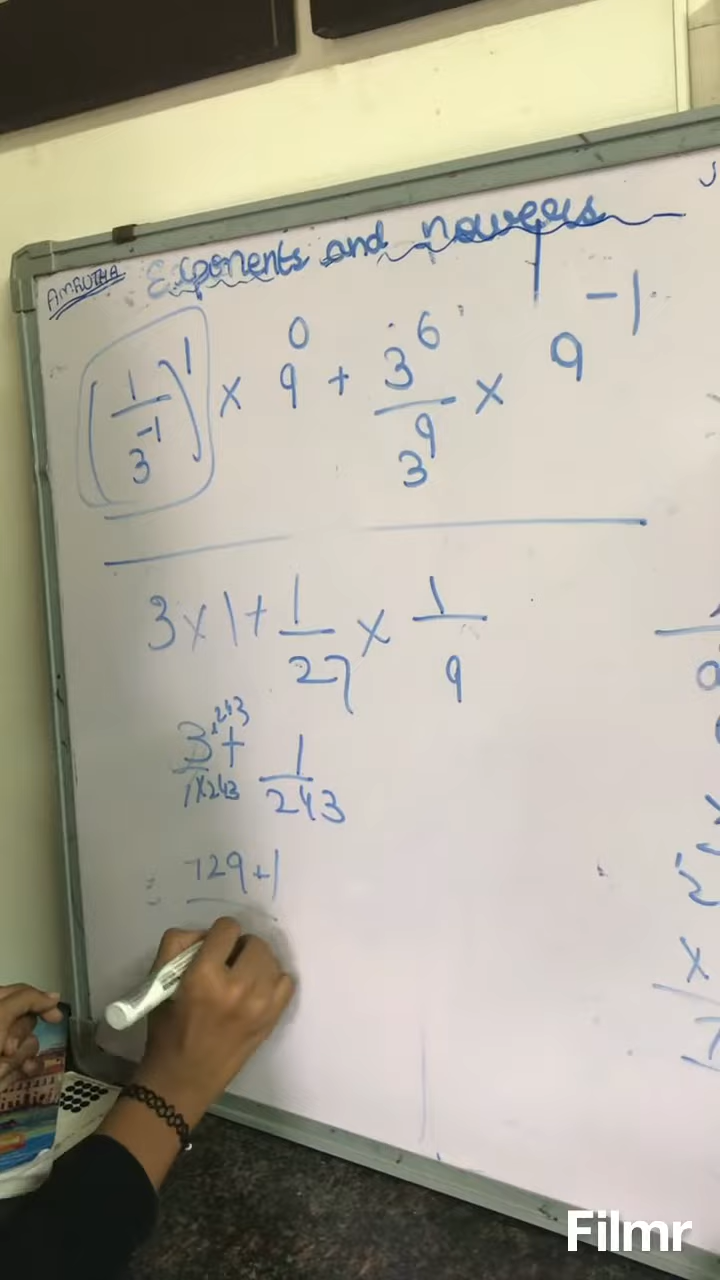 AMRUTHA
Exponents and powers
(1/3⁻¹)¹ × 9⁰ + 3⁶/3⁹ × 9⁻¹
3 × 1 + 1/27 × 1/9
3×243/1×243 + 1/243
= 729+1
Filmr